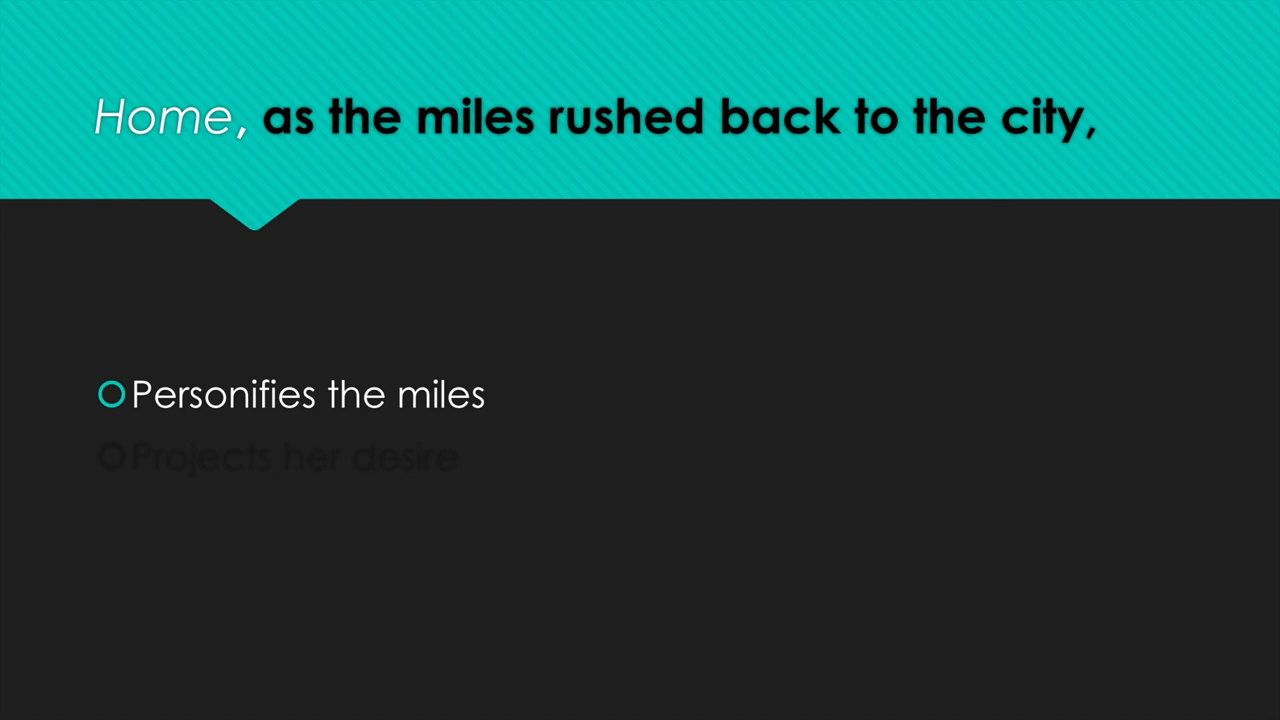 Home, as the miles rushed back to the city,
Personifies the miles
Projects her desire